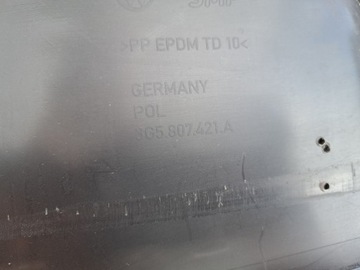 >PP EPDM TD 10<
GERMANY
POL
3G5.807.421.A